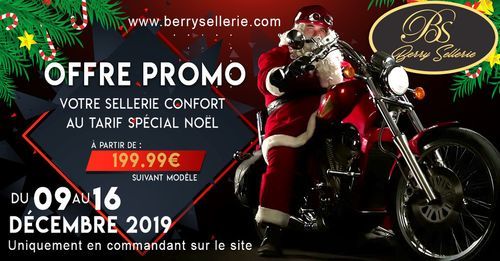 www.berrysellerie.com
BS
Berry Sellerie
OFFRE PROMO
VOTRE SELLERIE CONFORT
AU TARIF SPÉCIAL NOËL
À PARTIR DE :
199.99€
SUIVANT MODÈLE
DU 09 AU 16
DÉCEMBRE 2019
Uniquement en commandant sur le site